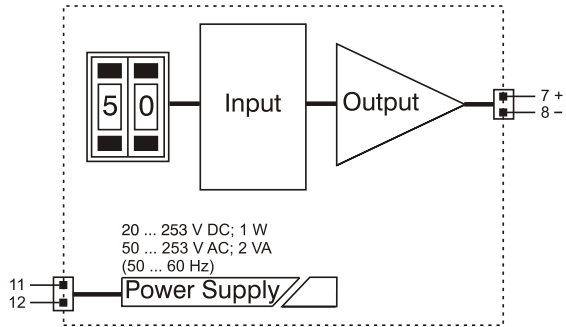 5 0
Input
Output
7 +
8 –
20 ... 253 V DC; 1 W
50 ... 253 V AC; 2 VA
(50 ... 60 Hz)
11
12
Power Supply